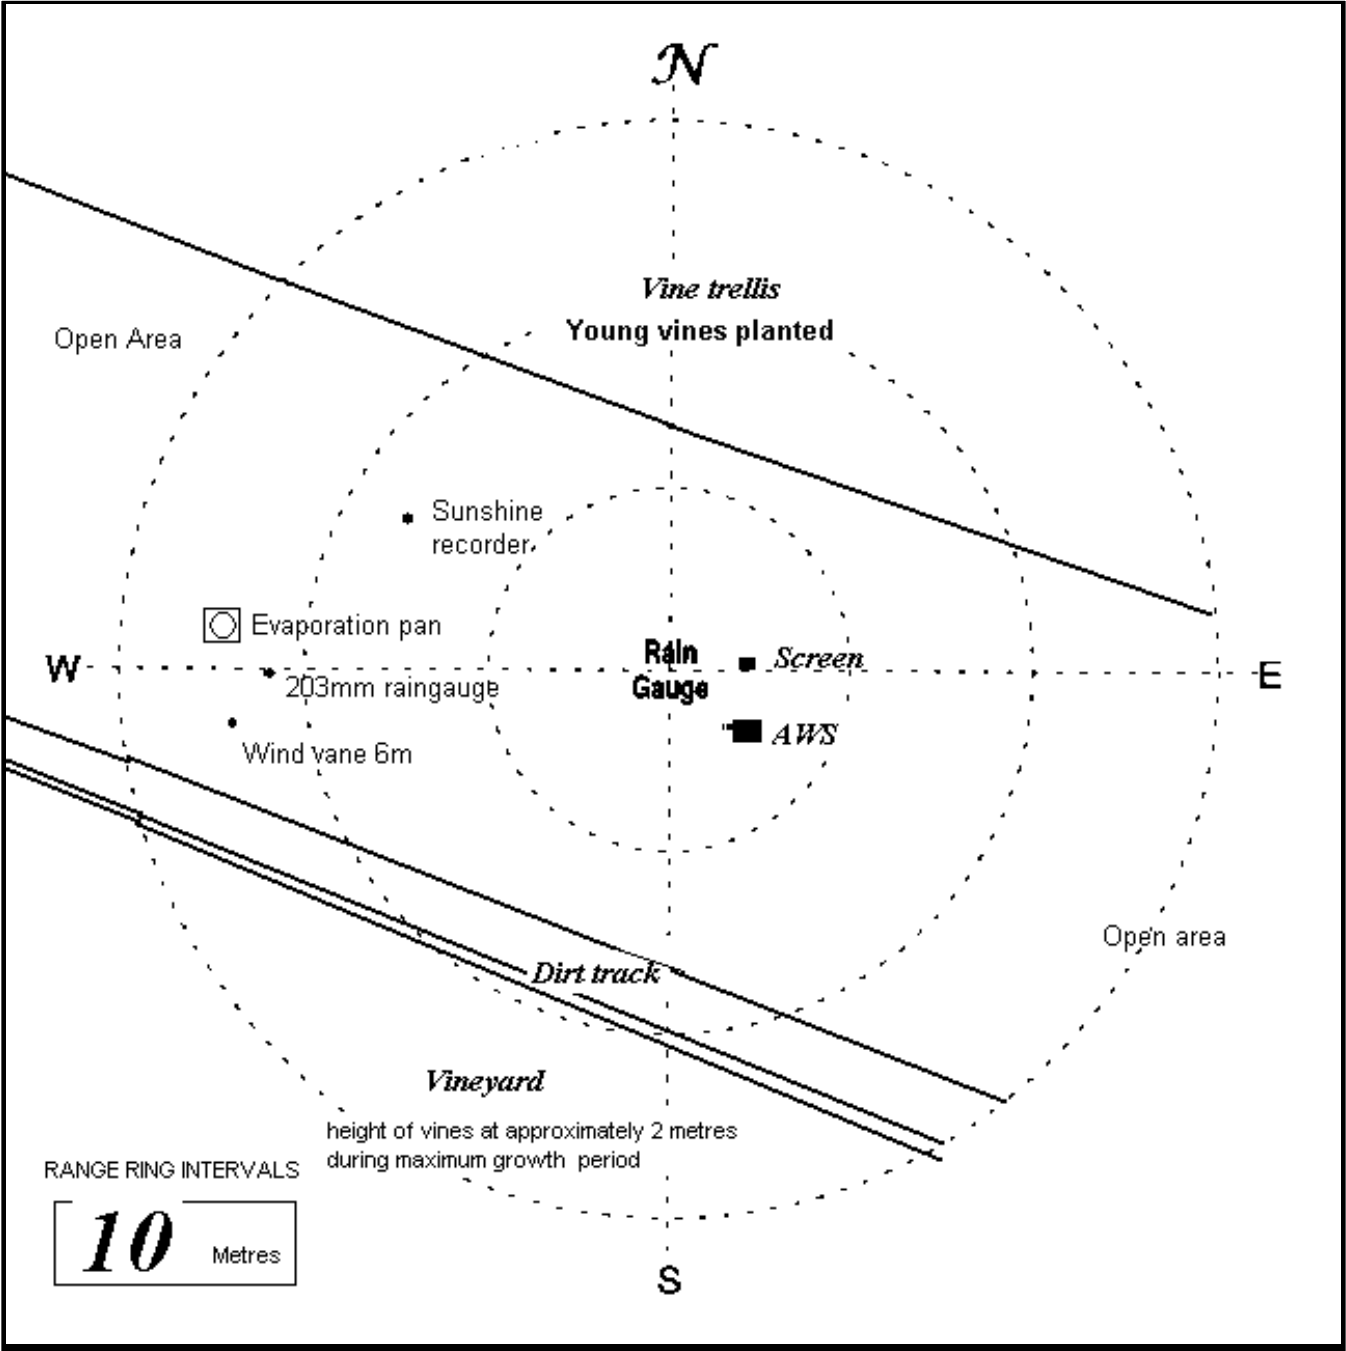 N
Vine trellis
Young vines planted
Open Area
Sunshine
recorder
Evaporation pan
W
Rain
Gauge
Screen
E
203mm raingauge
Wind vane 6m
AWS
Open area
Dirt track
Vineyard
height of vines at approximately 2 metres
during maximum growth period
RANGE RING INTERVALS
10 Metres
S